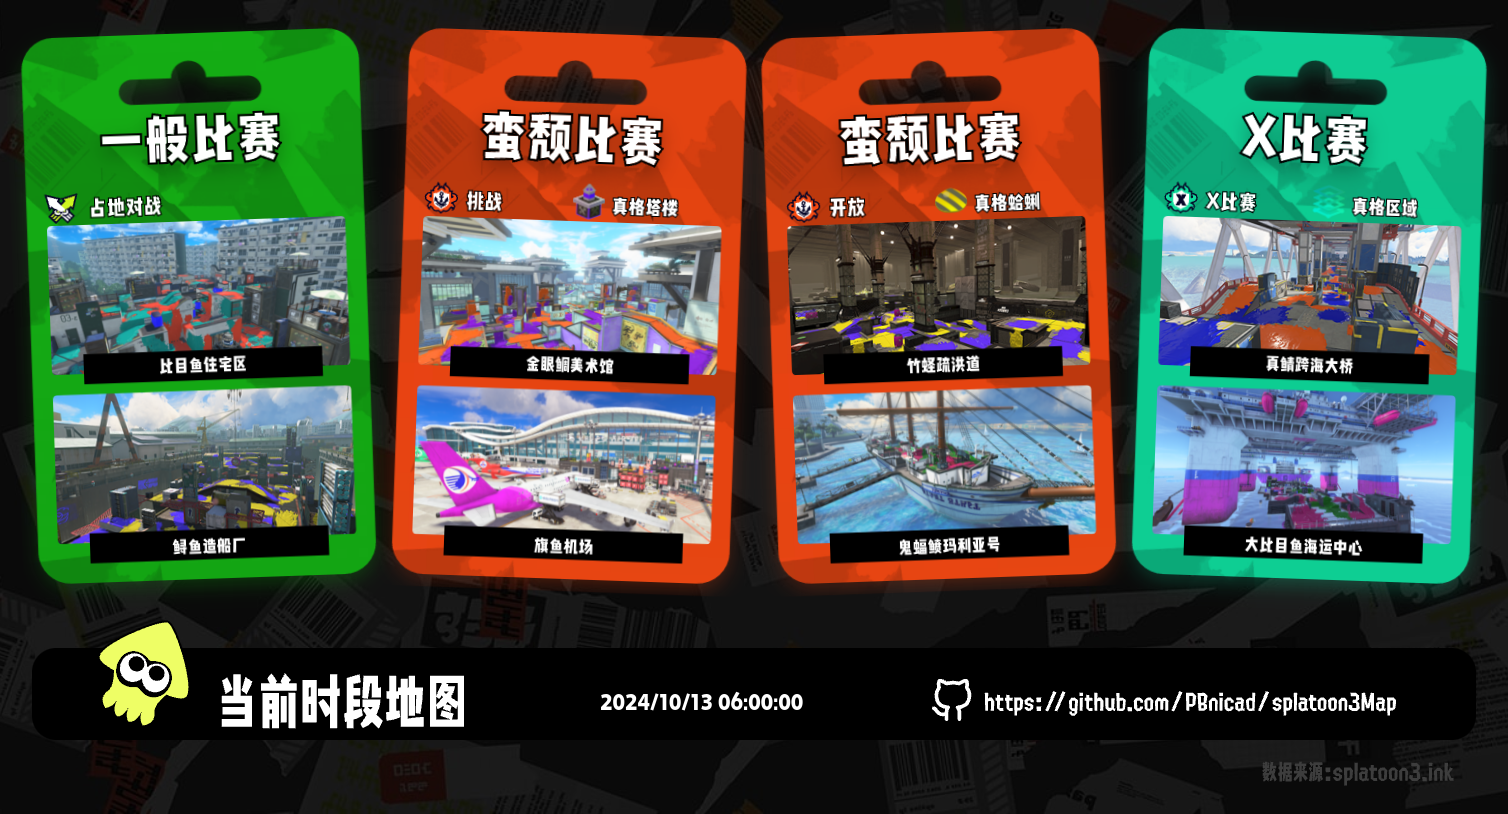 一般比赛
占地对战
比目鱼住宅区
鲟鱼造船厂
蛮颓比赛
挑战
真格塔楼
金眼鲷美术馆
旗鱼机场
蛮颓比赛
开放
真格蛤蜊
竹蛏疏洪道
鬼蝠鲼玛利亚号
X比赛
X比赛
真格区域
真鲭跨海大桥
大比目鱼海运中心
当前时段地图
2024/10/13 06:00:00
https://github.com/PBnicad/splatoon3Map
数据来源:splatoon3.ink